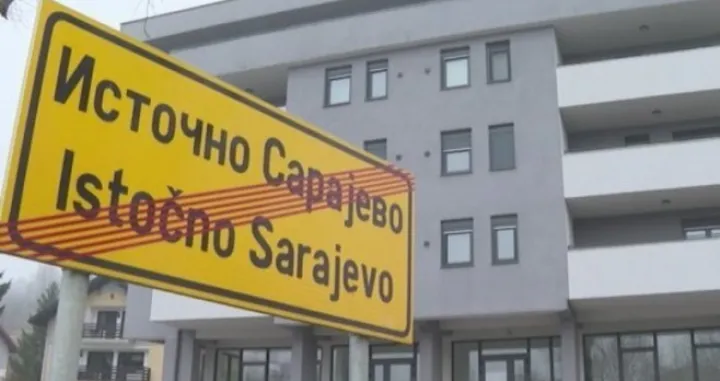 Источно Сарајево
Istočno Sarajevo